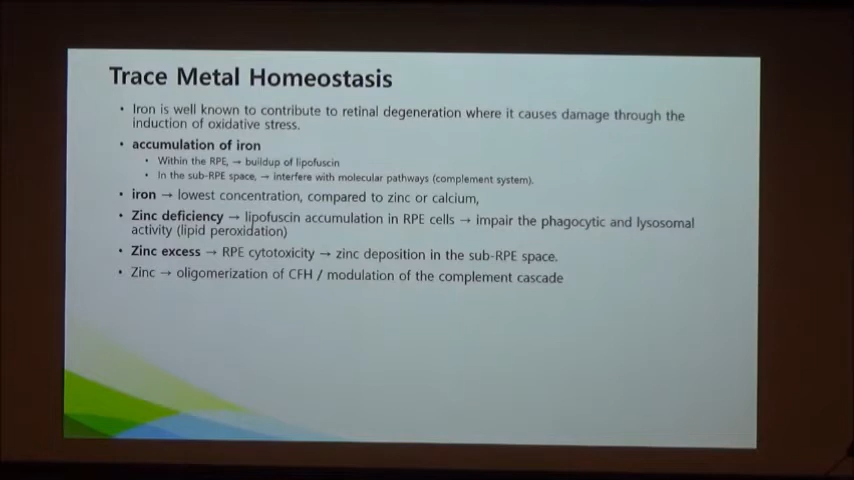 Trace Metal Homeostasis
• Iron is well known to contribute to retinal degeneration where it causes damage through the
induction of oxidative stress.
• accumulation of iron
• Within the RPE, → buildup of lipofuscin
• In the sub-RPE space, → interfere with molecular pathways (complement system).
• iron → lowest concentration, compared to zinc or calcium,
• Zinc deficiency → lipofuscin accumulation in RPE cells → impair the phagocytic and lysosomal
activity (lipid peroxidation)
• Zinc excess → RPE cytotoxicity → zinc deposition in the sub-RPE space.
• Zinc → oligomerization of CFH / modulation of the complement cascade